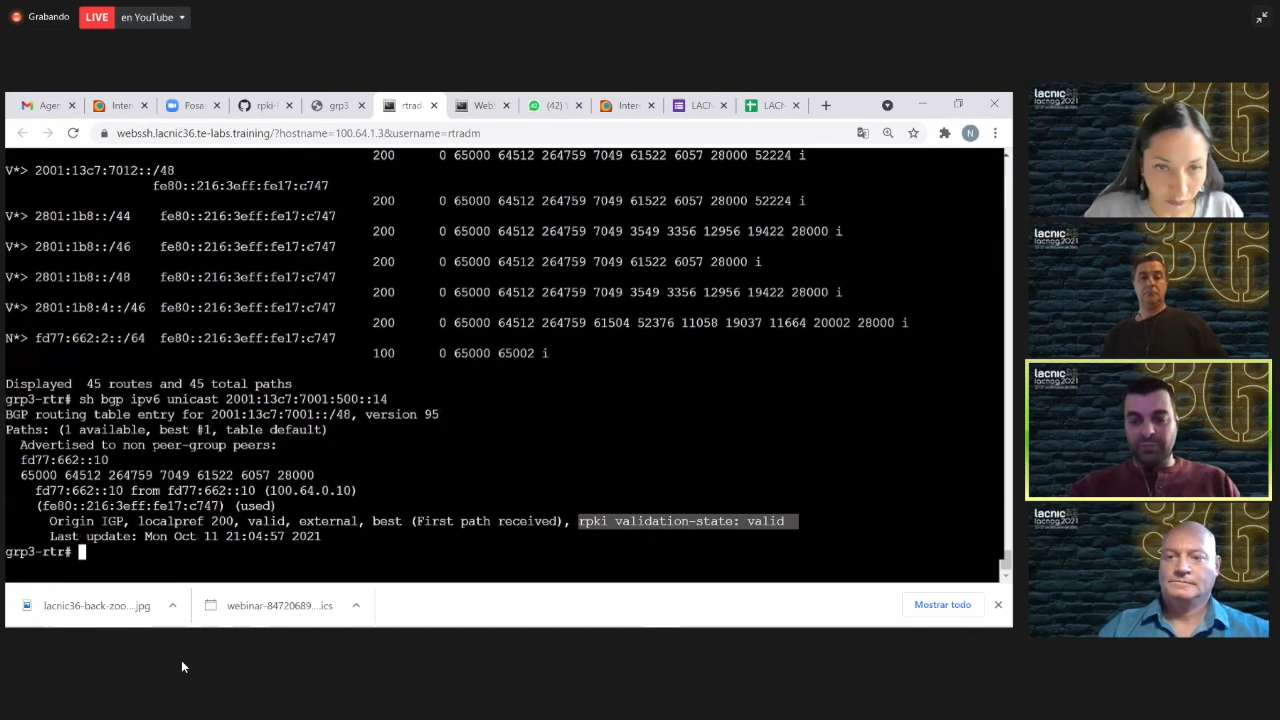 Grabando
LIVE en YouTube
Agen
Inter
Posa
rpki-l
grp3
rtrad
Web
(42) \
Inter
LACN
LACN
webssh.lacnic36.te-labs.training/?hostname=100.64.1.3&username=rtradm
200 0 65000 64512 264759 7049 61522 6057 28000 52224 i
V*> 2001:13c7:7012::/48
fe80::216:3eff:fe17:c747
200 0 65000 64512 264759 7049 61522 6057 28000 52224 i
V*> 2801:1b8::/44 fe80::216:3eff:fe17:c747
200 0 65000 64512 264759 7049 3549 3356 12956 19422 28000 i
V*> 2801:1b8::/46 fe80::216:3eff:fe17:c747
200 0 65000 64512 264759 7049 61522 6057 28000 i
V*> 2801:1b8::/48 fe80::216:3eff:fe17:c747
200 0 65000 64512 264759 7049 3549 3356 12956 19422 28000 i
V*> 2801:1b8:4::/46 fe80::216:3eff:fe17:c747
200 0 65000 64512 264759 61504 52376 11058 19037 11664 20002 28000 i
N*> fd77:662:2::/64 fe80::216:3eff:fe17:c747
100 0 65000 65002 i
Displayed 45 routes and 45 total paths
grp3-rtr# sh bgp ipv6 unicast 2001:13c7:7001:500::14
BGP routing table entry for 2001:13c7:7001::/48, version 95
Paths: (1 available, best #1, table default)
Advertised to non peer-group peers:
fd77:662::10
65000 64512 264759 7049 61522 6057 28000
fd77:662::10 from fd77:662::10 (100.64.0.10)
(fe80::216:3eff:fe17:c747) (used)
Origin IGP, localpref 200, valid, external, best (First path received), rpki validation-state: valid
Last update: Mon Oct 11 21:04:57 2021
grp3-rtr#
lacnic36-back-zoo....jpg
webinar-84720689....ics
Mostrar todo
N
lacnic
lacnog2021
36
lacnic
lacnog2021
36
lacnic
lacnog2021
36
lacnic
lacnog2021
36